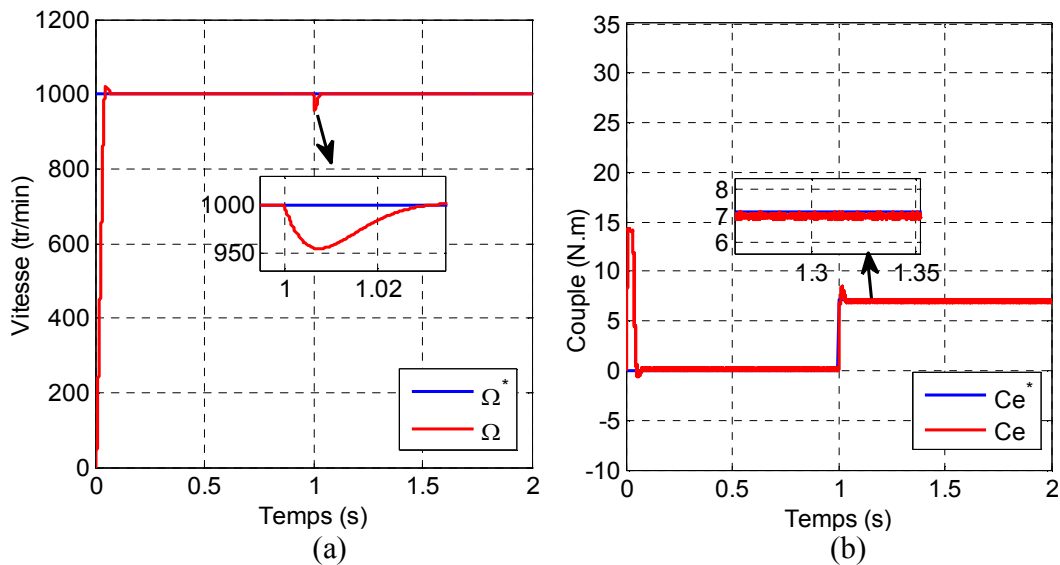 1200
1000
800
600
400
200
0
Vitesse (tr/min)
1000
950
1 1.02
Ω*
Ω
0 0.5 1 1.5 2
Temps (s)
(a)
35
30
25
20
15
10
5
0
-5
-10
Couple (N.m)
8
7
6
1.3 1.35
Ce*
Ce
0 0.5 1 1.5 2
Temps (s)
(b)